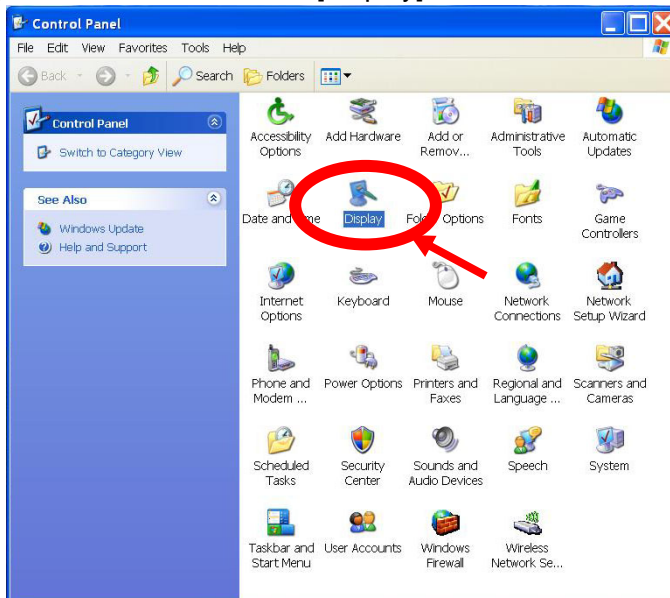 Control Panel
File Edit View Favorites Tools Help
Back Search Folders
Control Panel
Switch to Category View
See Also
Windows Update
Help and Support
Accessibility Options
Add Hardware
Add or Remov...
Administrative Tools
Automatic Updates
Date and
Display
Options
Fonts
Game Controllers
Internet Options
Keyboard
Mouse
Network Connections
Network Setup Wizard
Phone and Modem ...
Power Options
Printers and Faxes
Regional and Language ...
Scanners and Cameras
Scheduled Tasks
Security Center
Sounds and Audio Devices
Speech
System
Taskbar and Start Menu
User Accounts
Windows Firewall
Wireless Network Se...